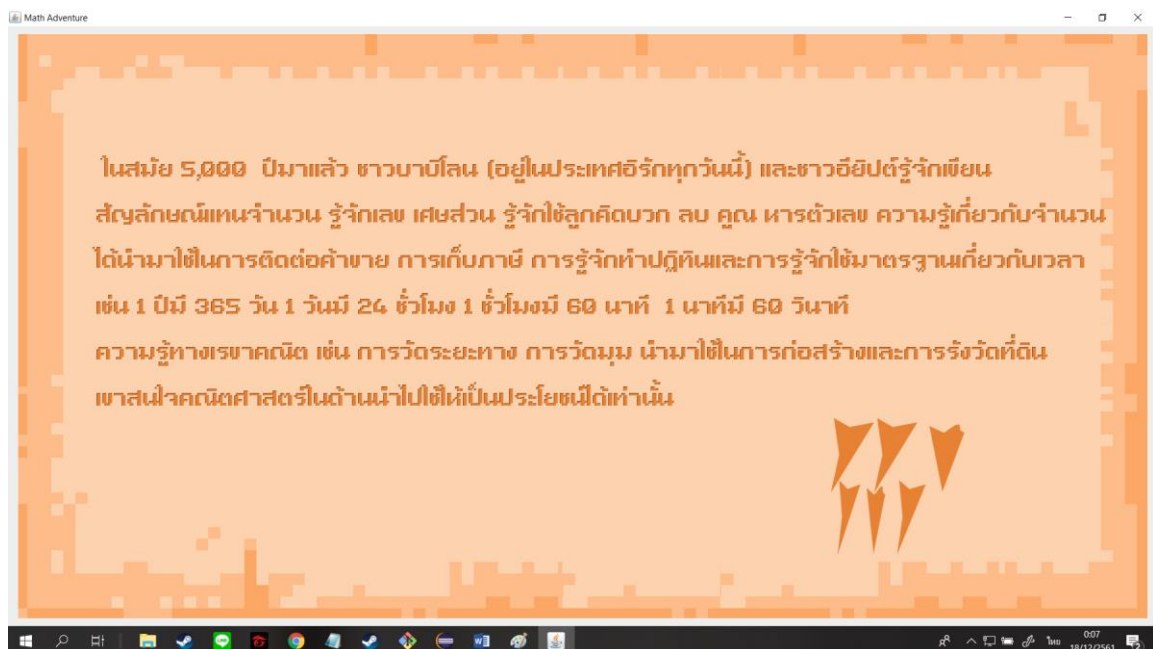 Math Adventure
ในสมัย 5,000 ปีมาแล้ว ชาวบาบิโลน (อยู่ในประเทศอิรักทุกวันนี้) และชาวอียิปต์รู้จักเขียน
สัญลักษณ์แทนจำนวน รู้จักเลข เศษส่วน รู้จักใช้ลูกคิดบวก ลบ คูณ หารตัวเลข ความรู้เกี่ยวกับจำนวน
ได้นำมาใช้ในการติดต่อค้าขาย การเก็บภาษี การรู้จักทำปฏิทินและการรู้จักใช้มาตรฐานเกี่ยวกับเวลา
เช่น 1 ปีมี 365 วัน 1 วันมี 24 ชั่วโมง 1 ชั่วโมงมี 60 นาที 1 นาทีมี 60 วินาที
ความรู้ทางเรขาคณิต เช่น การวัดระยะทาง การวัดมุม นำมาใช้ในการก่อสร้างและการรังวัดที่ดิน
เขาสนใจคณิตศาสตร์ในด้านนำไปใช้ให้เป็นประโยชน์ได้เท่านั้น
ไทย
0:07
18/12/2561